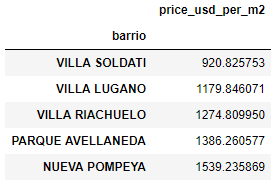 price_usd_per_m2
barrio
VILLA SOLDATI 920.825753
VILLA LUGANO 1179.846071
VILLA RIACHUELO 1274.809950
PARQUE AVELLANEDA 1386.260577
NUEVA POMPEYA 1539.235869